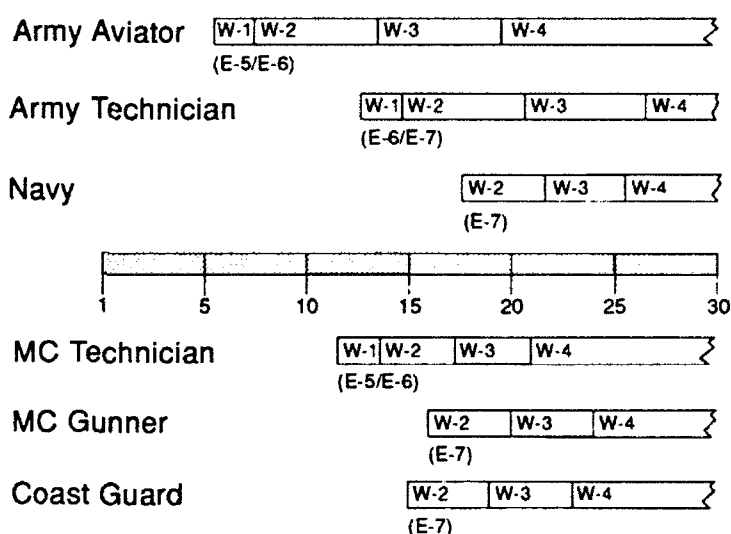 Army Aviator W-1 W-2 W-3 W-4
(E-5/E-6)
Army Technician W-1 W-2 W-3 W-4
(E-6/E-7)
Navy W-2 W-3 W-4
(E-7)
1 5 10 15 20 25 30
MC Technician W-1 W-2 W-3 W-4
(E-5/E-6)
MC Gunner W-2 W-3 W-4
(E-7)
Coast Guard W-2 W-3 W-4
(E-7)